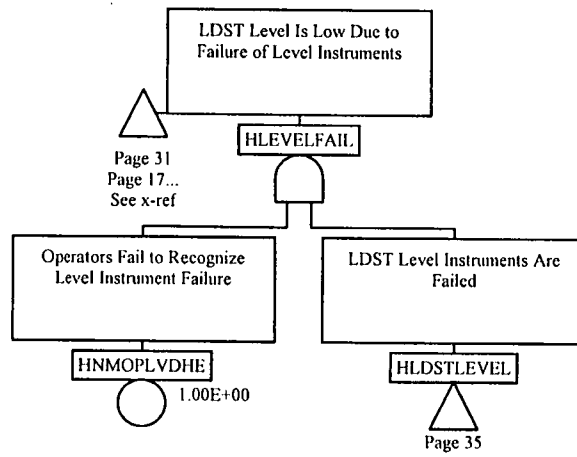 LDST Level Is Low Due to
Failure of Level Instruments
HLEVELFAIL
Page 31
Page 17...
See x-ref
Operators Fail to Recognize
Level Instrument Failure
LDST Level Instruments Are
Failed
HNMOPLVDHE
1.00E+00
HLDSTLEVEL
Page 35